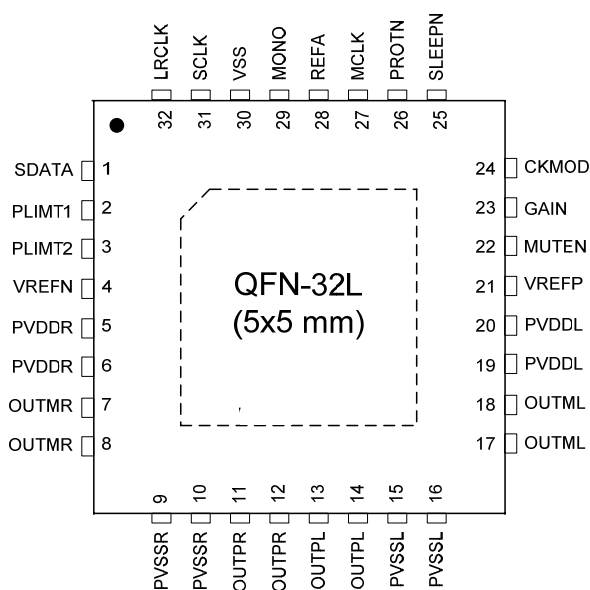 LRCLK
SCLK
VSS
MONO
REFA
MCLK
PROTN
SLEEPN
32
31
30
29
28
27
26
25
SDATA 1
PLIMT1 2
PLIMT2 3
VREFN 4
PVDDR 5
PVDDR 6
OUTMR 7
OUTMR 8
QFN-32L
(5x5 mm)
24 CKMOD
23 GAIN
22 MUTEN
21 VREFP
20 PVDDL
19 PVDDL
18 OUTML
17 OUTML
9
10
11
12
13
14
15
16
PVSSR
PVSSR
OUTPR
OUTPR
OUTPL
OUTPL
PVSSL
PVSSL